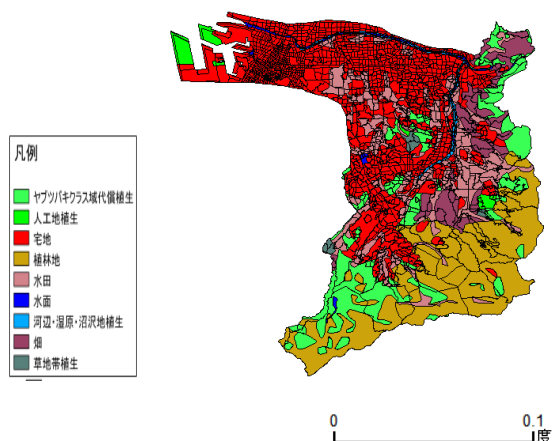 凡例
ヤブツバキクラス域代償植生
人工地植生
宅地
植林地
水田
水面
河辺・湿原・沼沢地植生
畑
草地帯植生
0 0.1
度